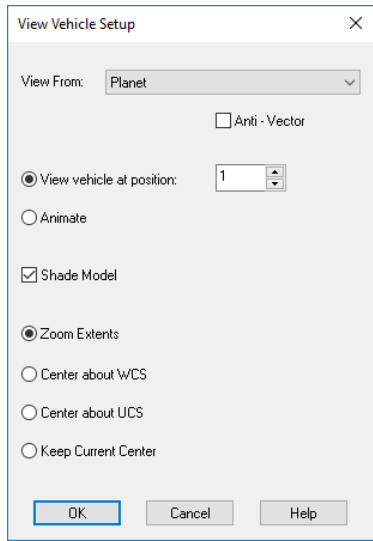 View Vehicle Setup
View From: Planet
Anti - Vector
View vehicle at position: 1
Animate
Shade Model
Zoom Extents
Center about WCS
Center about UCS
Keep Current Center
OK Cancel Help